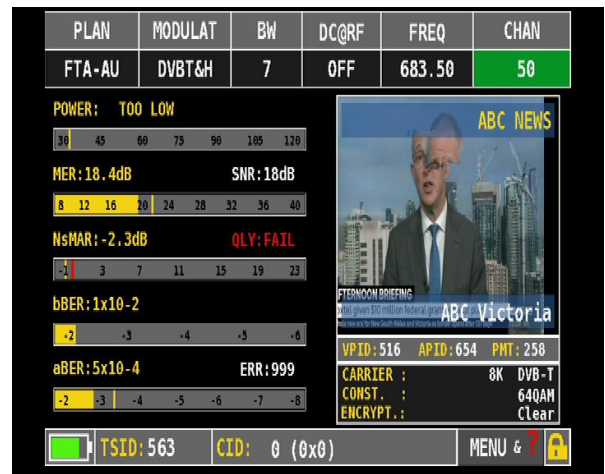 PLAN MODULAT BW DC@RF FREQ CHAN
FTA-AU DVBT&H 7 OFF 683.50 50
POWER: TOO LOW
30 45 60 75 90 105 120
MER:18.4dB SNR:18dB
8 12 16 20 24 28 32 36 40
NsMAR:-2.3dB QLY:FAIL
-1 3 7 11 15 19 23
bBER:1x10-2
-2 -3 -4 -5 -6
aBER:5x10-4 ERR:999
-2 -3 -4 -5 -6 -7 -8
ABC NEWS
AFTERNOON BRIEFING
given $10 million federal
ABC Victoria
VPID:516 APID:654 PMT:258
CARRIER : 8K DVB-T
CONST. : 64QAM
ENCRYPT.: Clear
TSID:563 CID: 0 (0x0) MENU & ?